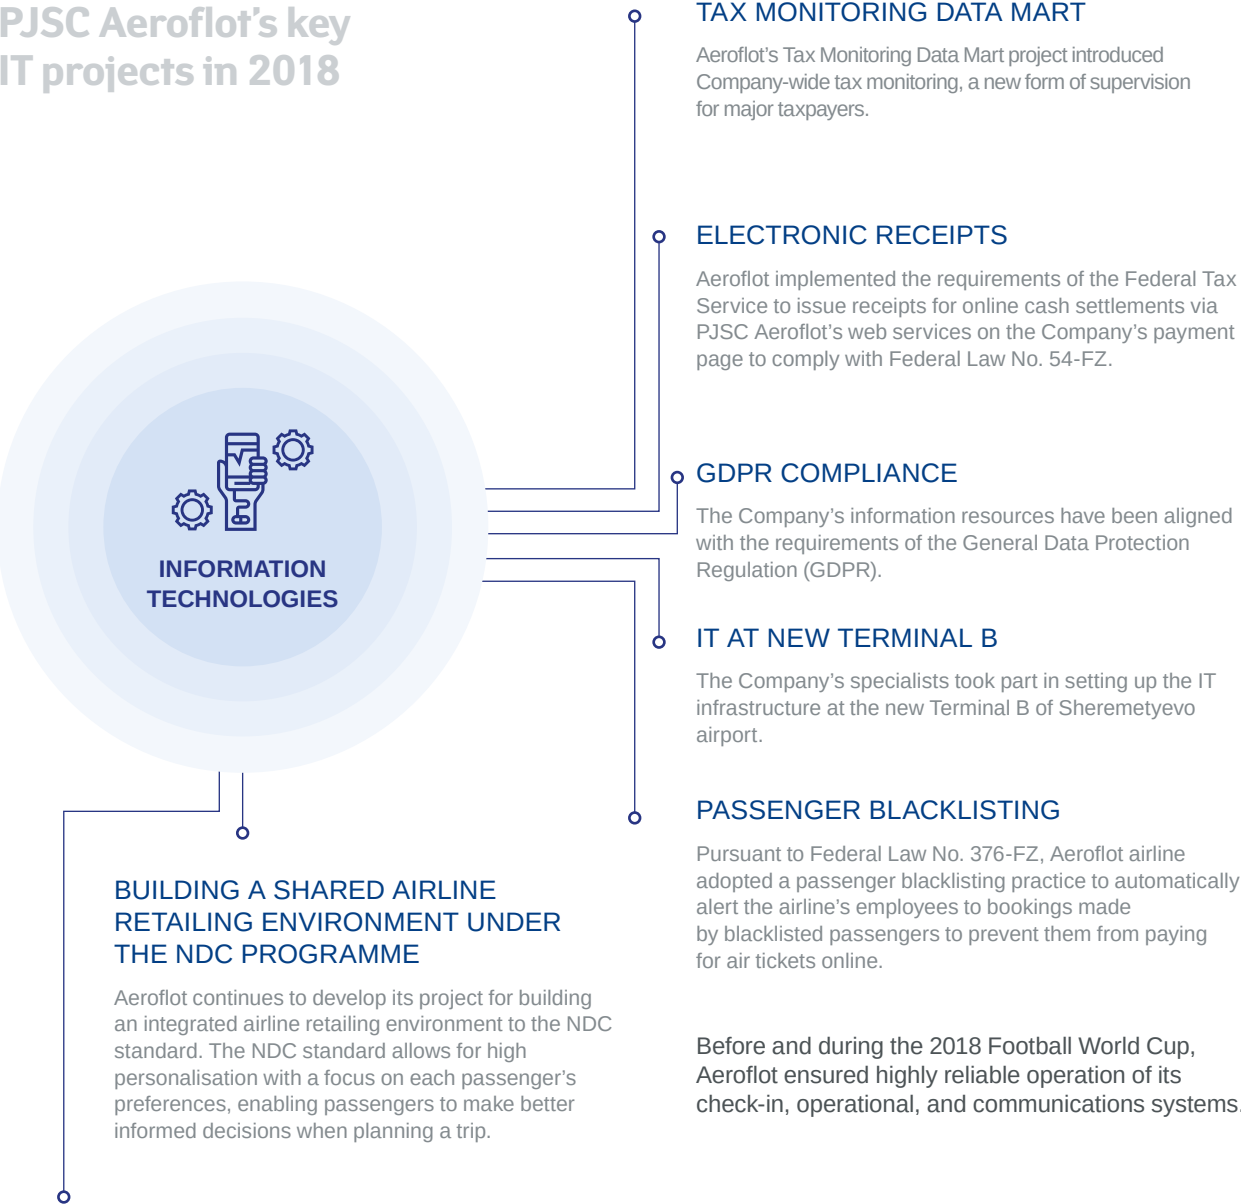 PJSC Aeroflot’s key
IT projects in 2018
TAX MONITORING DATA MART
Aeroflot’s Tax Monitoring Data Mart project introduced
Company-wide tax monitoring, a new form of supervision
for major taxpayers.
ELECTRONIC RECEIPTS
Aeroflot implemented the requirements of the Federal Tax
Service to issue receipts for online cash settlements via
PJSC Aeroflot’s web services on the Company’s payment
page to comply with Federal Law No. 54-FZ.
GDPR COMPLIANCE
The Company’s information resources have been aligned
with the requirements of the General Data Protection
Regulation (GDPR).
INFORMATION
TECHNOLOGIES
IT AT NEW TERMINAL B
The Company’s specialists took part in setting up the IT
infrastructure at the new Terminal B of Sheremetyevo
airport.
PASSENGER BLACKLISTING
Pursuant to Federal Law No. 376-FZ, Aeroflot airline
adopted a passenger blacklisting practice to automatically
alert the airline’s employees to bookings made
by blacklisted passengers to prevent them from paying
for air tickets online.
BUILDING A SHARED AIRLINE
RETAILING ENVIRONMENT UNDER
THE NDC PROGRAMME
Aeroflot continues to develop its project for building
an integrated airline retailing environment to the NDC
standard. The NDC standard allows for high
personalisation with a focus on each passenger’s
preferences, enabling passengers to make better
informed decisions when planning a trip.
Before and during the 2018 Football World Cup,
Aeroflot ensured highly reliable operation of its
check-in, operational, and communications systems.